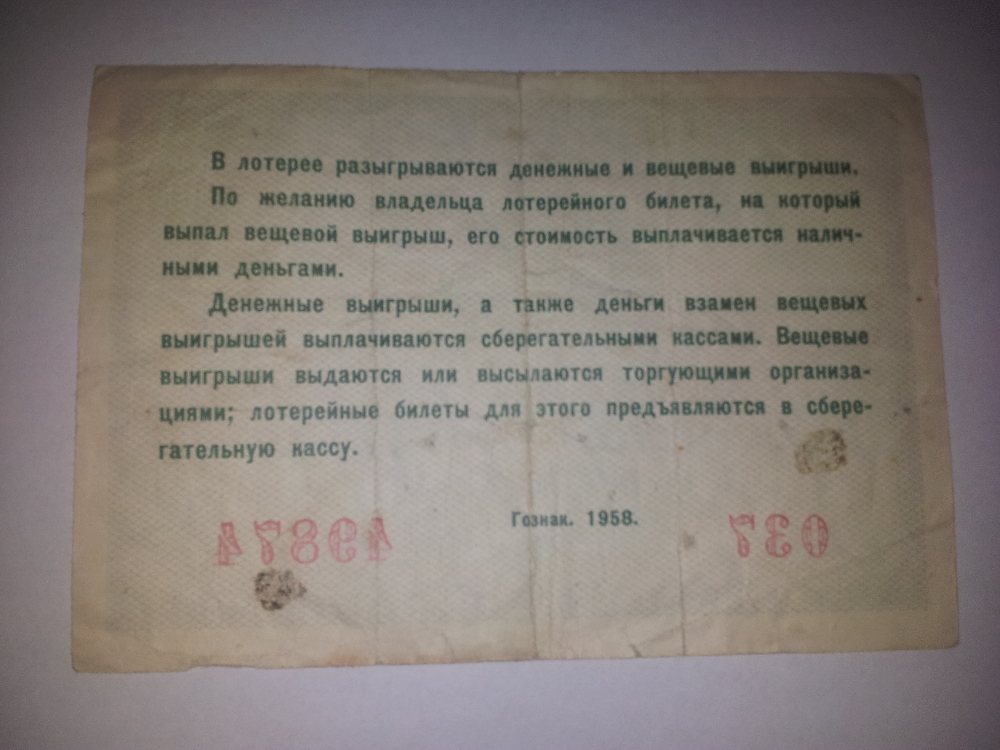 В лотерее разыгрываются денежные и вещевые выигрыши.
По желанию владельца лотерейного билета, на который
выпал вещевой выигрыш, его стоимость выплачивается налич-
ными деньгами.
Денежные выигрыши, а также деньги взамен вещевых
выигрышей выплачиваются сберегательными кассами. Вещевые
выигрыши выдаются или высылаются торгующими организа-
циями; лотерейные билеты для этого предъявляются в сбере-
гательную кассу.
Гознак. 1958.
49874
037